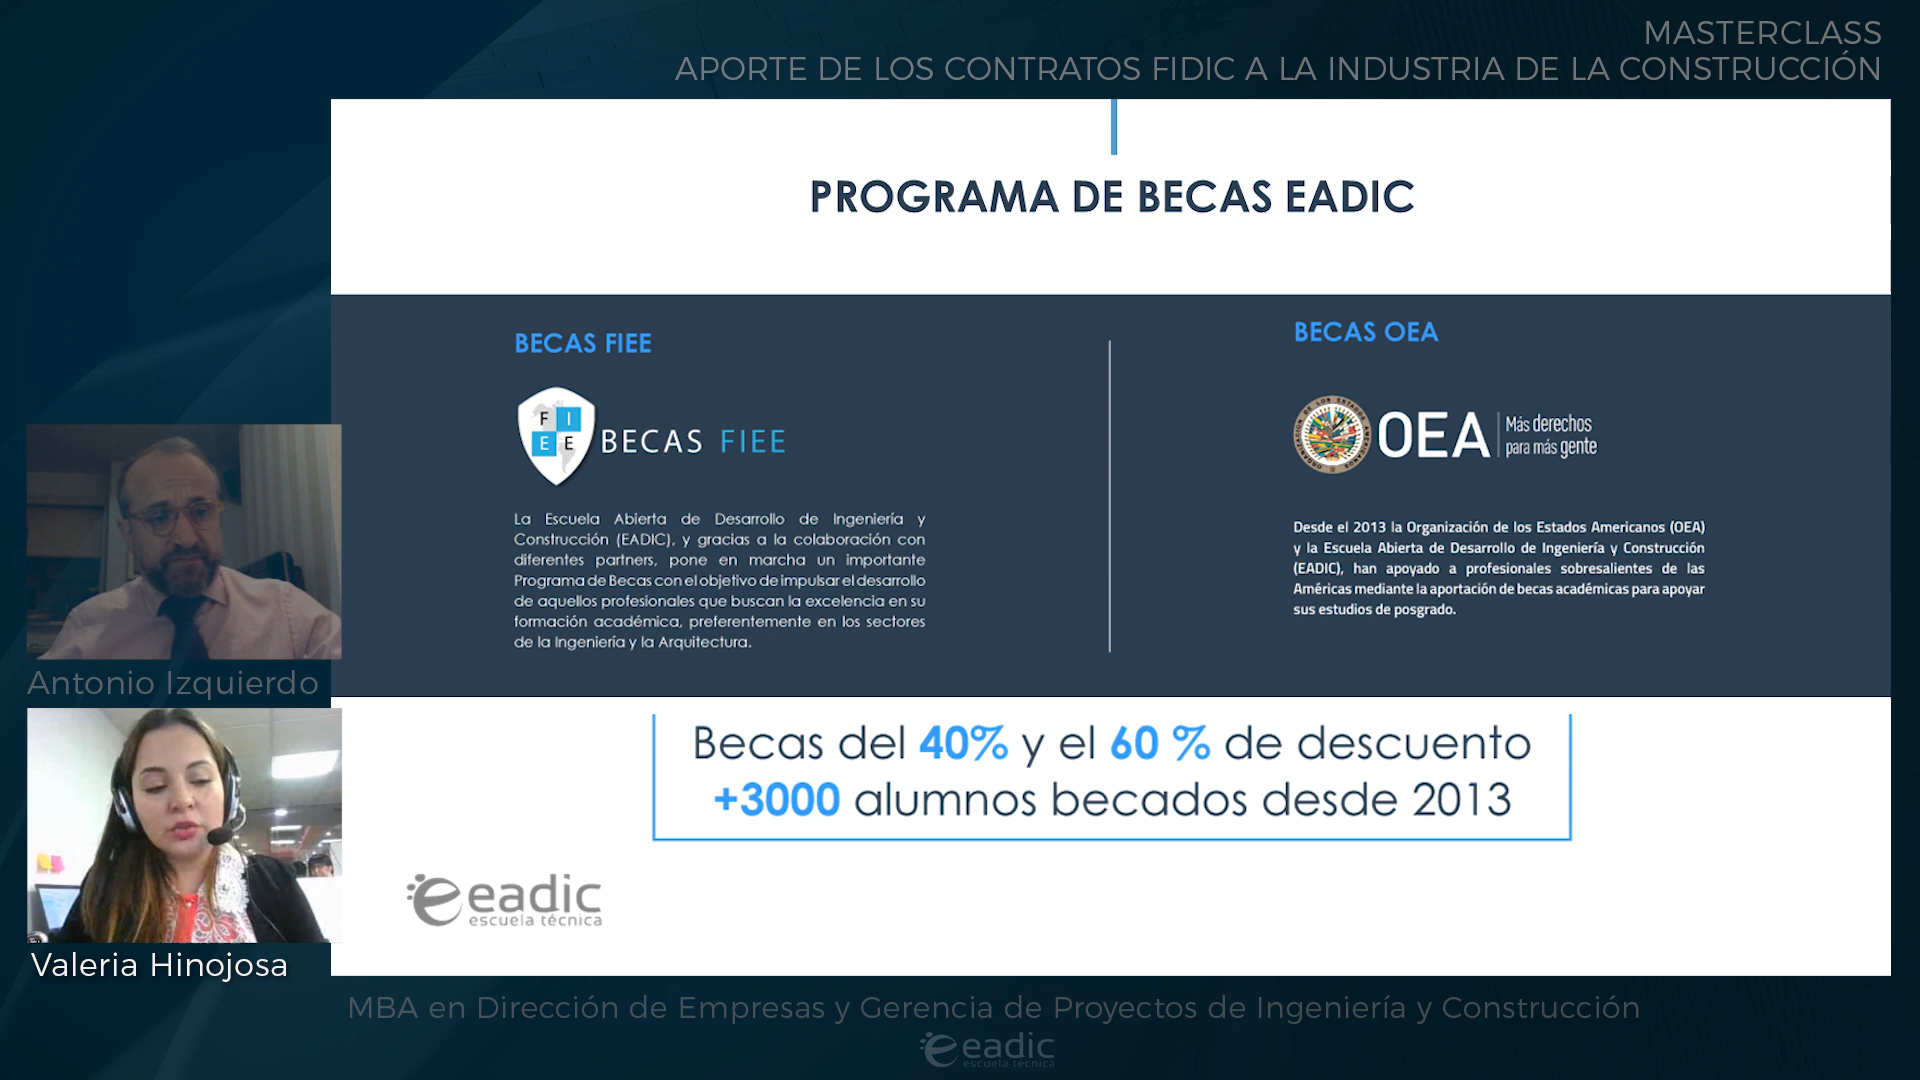 MASTERCLASS
APORTE DE LOS CONTRATOS FIDIC A LA INDUSTRIA DE LA CONSTRUCCIÓN
PROGRAMA DE BECAS EADIC
BECAS FIEE
F I
E E
BECAS FIEE
La Escuela Abierta de Desarrollo de Ingeniería y
Construcción (EADIC), y gracias a la colaboración con
diferentes partners, pone en marcha un importante
Programa de Becas con el objetivo de impulsar el desarrollo
de aquellos profesionales que buscan la excelencia en su
formación académica, preferentemente en los sectores
de la Ingeniería y la Arquitectura.
BECAS OEA
OEA
Más derechos
para más gente
Desde el 2013 la Organización de los Estados Americanos (OEA)
y la Escuela Abierta de Desarrollo de Ingeniería y Construcción
(EADIC), han apoyado a profesionales sobresalientes de las
Américas mediante la aportación de becas académicas para apoyar
sus estudios de posgrado.
Becas del 40% y el 60 % de descuento
+3000 alumnos becados desde 2013
eadic
escuela técnica
Antonio Izquierdo
Valeria Hinojosa
MBA en Dirección de Empresas y Gerencia de Proyectos de Ingeniería y Construcción
eadic
escuela técnica